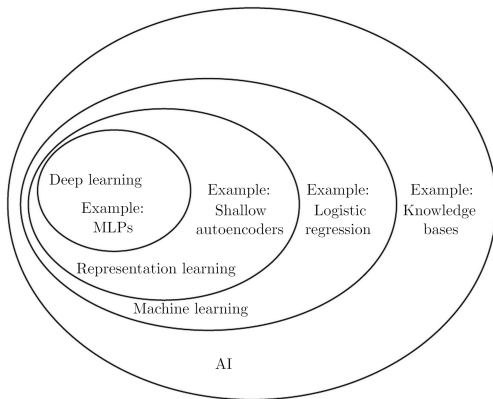 Deep learning
Example:
MLPs
Example:
Shallow
autoencoders
Example:
Logistic
regression
Example:
Knowledge
bases
Representation learning
Machine learning
AI